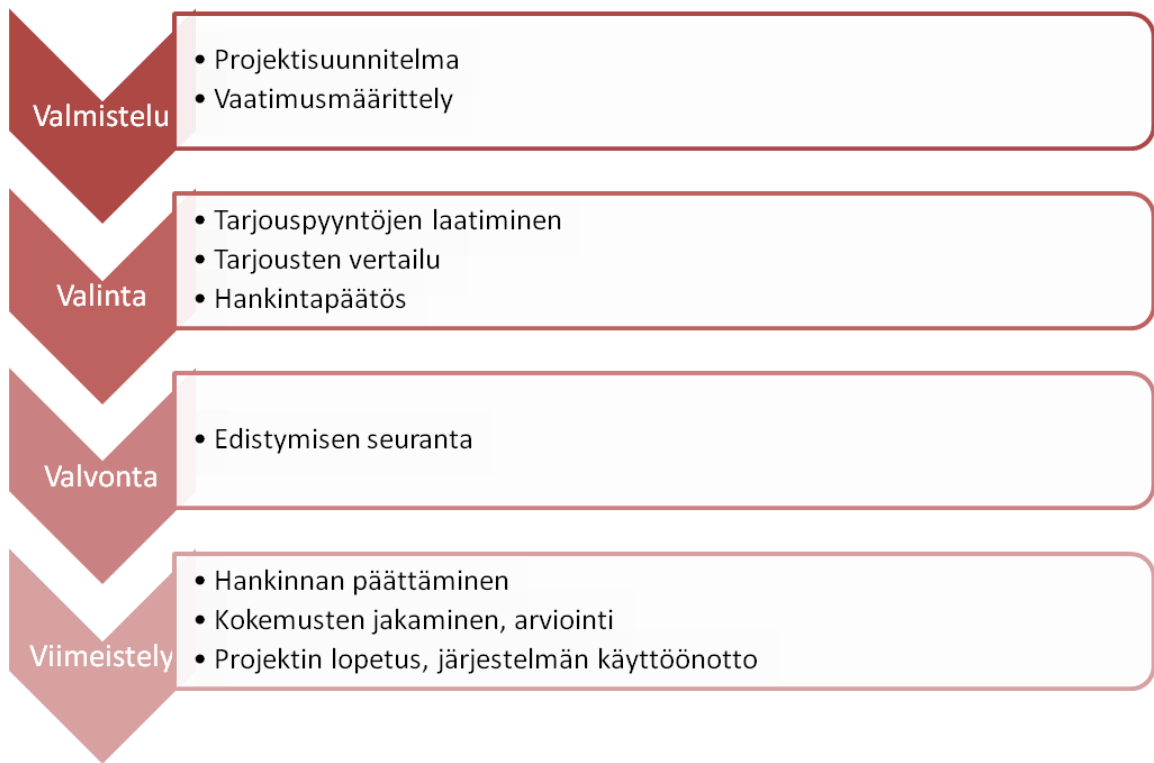 Valmistelu
• Projektisuunnitelma
• Vaatimusmäärittely
Valinta
• Tarjouspyyntöjen laatiminen
• Tarjousten vertailu
• Hankintapäätös
Valvonta
• Edistymisen seuranta
Viimeistely
• Hankinnan päättäminen
• Kokemusten jakaminen, arviointi
• Projektin lopetus, järjestelmän käyttöönotto